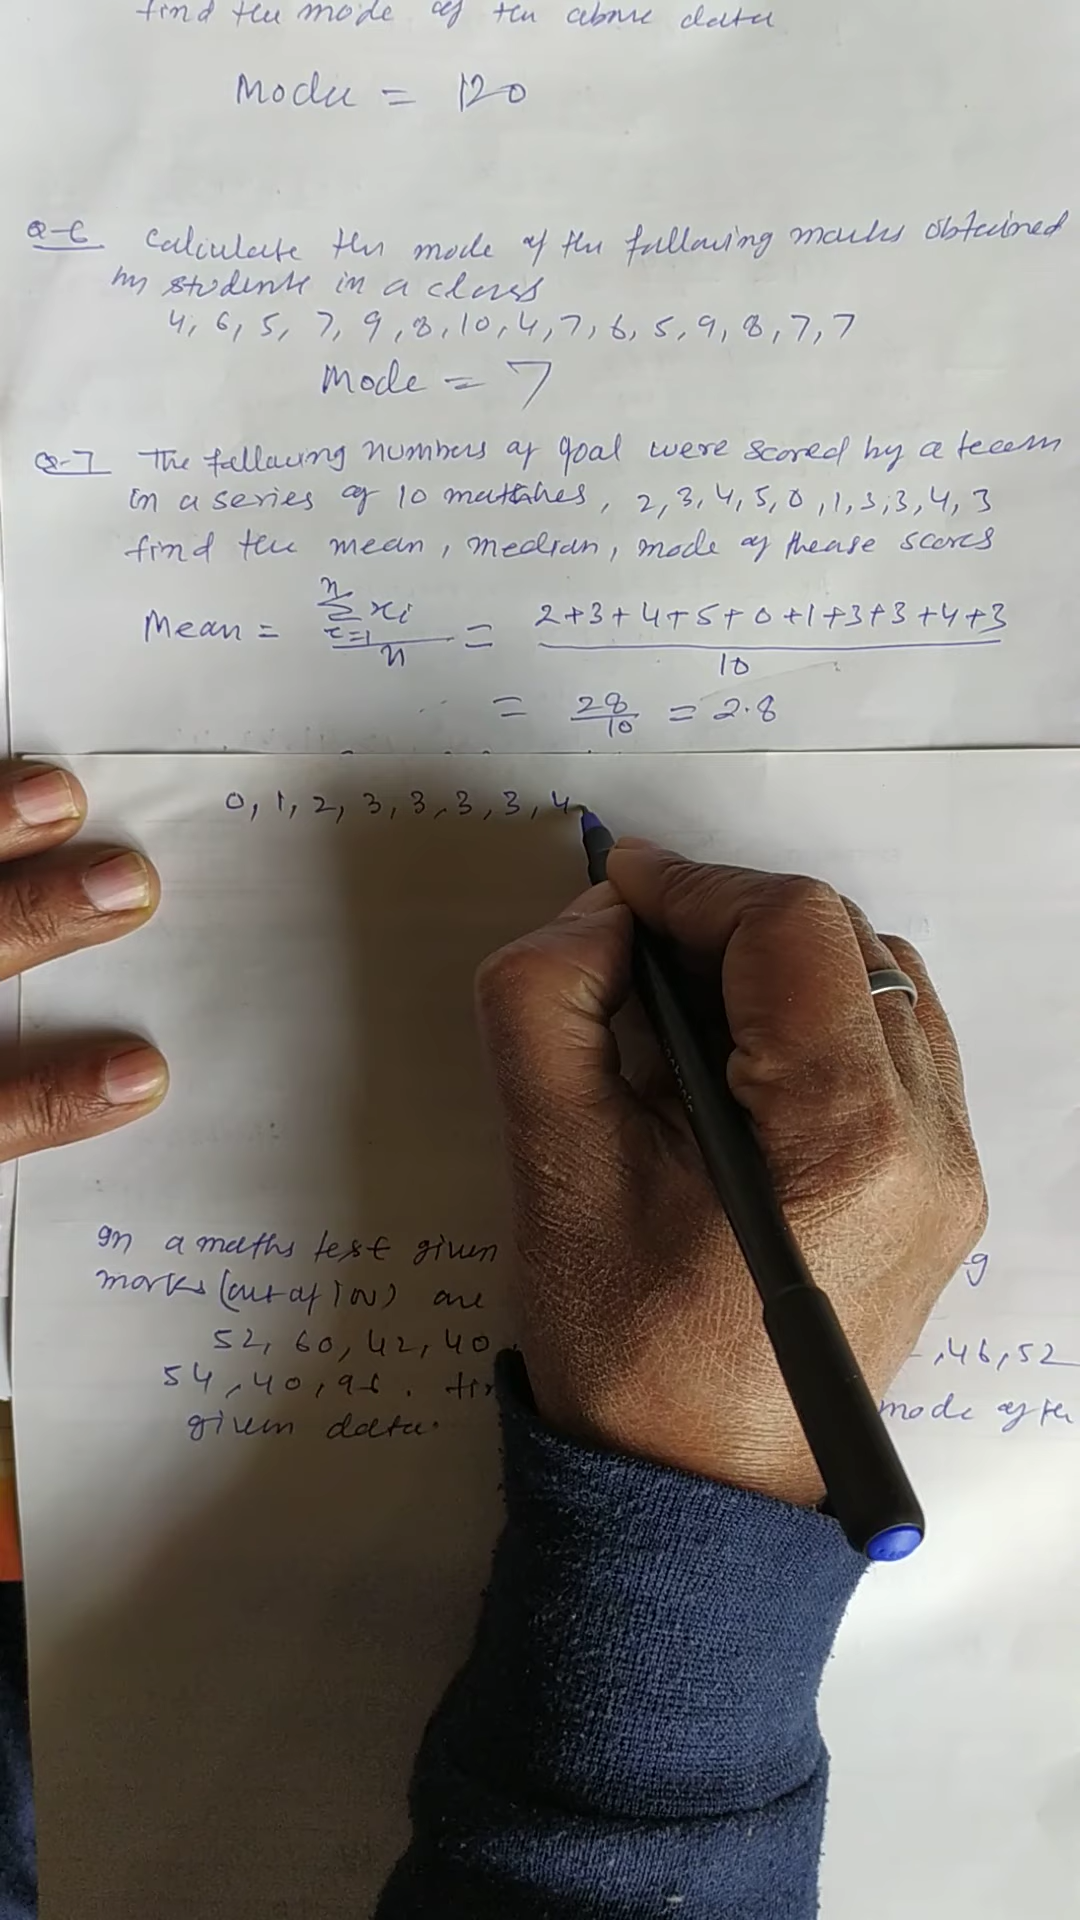 find the mode of the above data
Mode = 120
Q-6 Calculate the mode of the following marks obtained
by students in a class
4, 6, 5, 7, 9, 8, 10, 4, 7, 6, 5, 9, 8, 7, 7
Mode = 7
Q-7 The following numbers of goal were scored by a team
in a series of 10 matches, 2, 3, 4, 5, 0, 1, 3, 3, 4, 3
find the mean, median, mode of these scores
Mean = n Σ i=1 xi / n = 2+3+4+5+0+1+3+3+4+3 / 10
= 28/10 = 2.8
0, 1, 2, 3, 3, 3, 3, 4
In a maths test given
marks (out of 100) are
52, 60, 42, 40 , 46, 52
54, 40, 96.
given data. mode of the